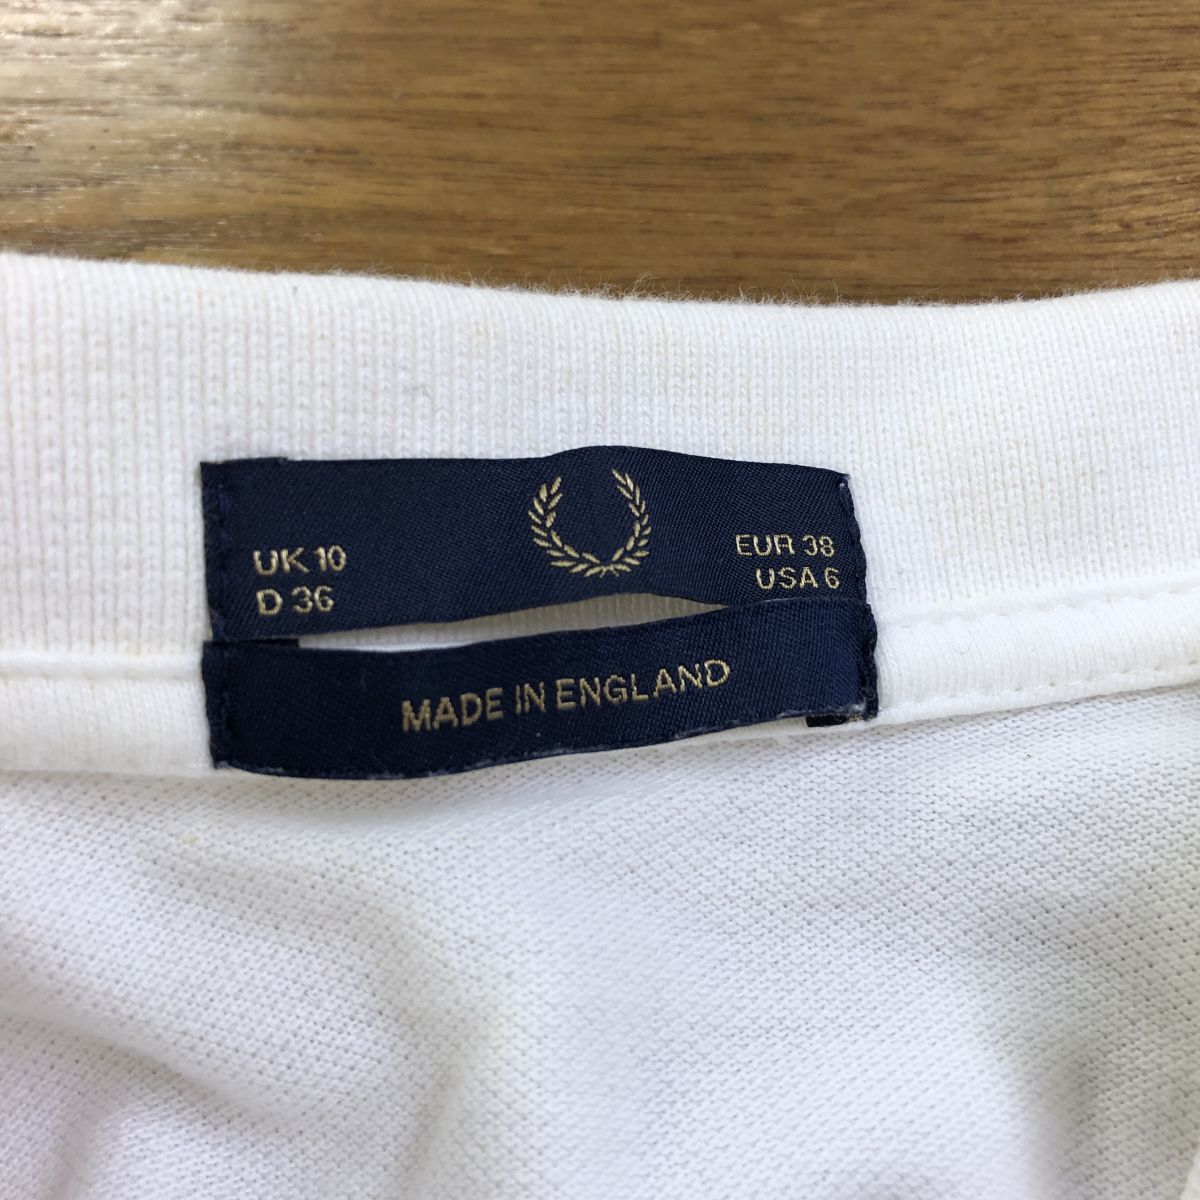 UK 10
D 36
EUR 38
USA 6
MADE IN ENGLAND